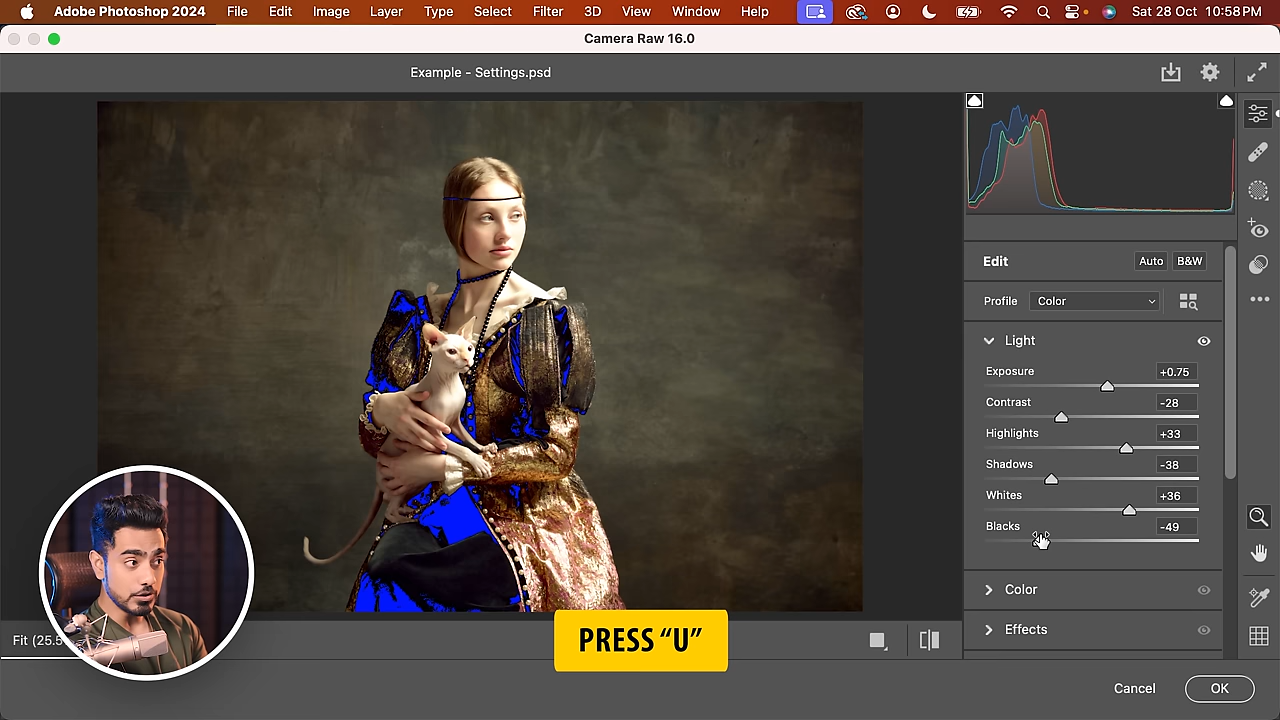 Adobe Photoshop 2024 File Edit Image Layer Type Select Filter 3D View Window Help Sat 28 Oct 10:58 PM
Camera Raw 16.0
Example - Settings.psd
Edit Auto B&W
Profile Color
Light
Exposure +0.75
Contrast -28
Highlights +33
Shadows -38
Whites +36
Blacks -49
Color
Effects
Fit (25.5
PRESS “U”
Cancel OK